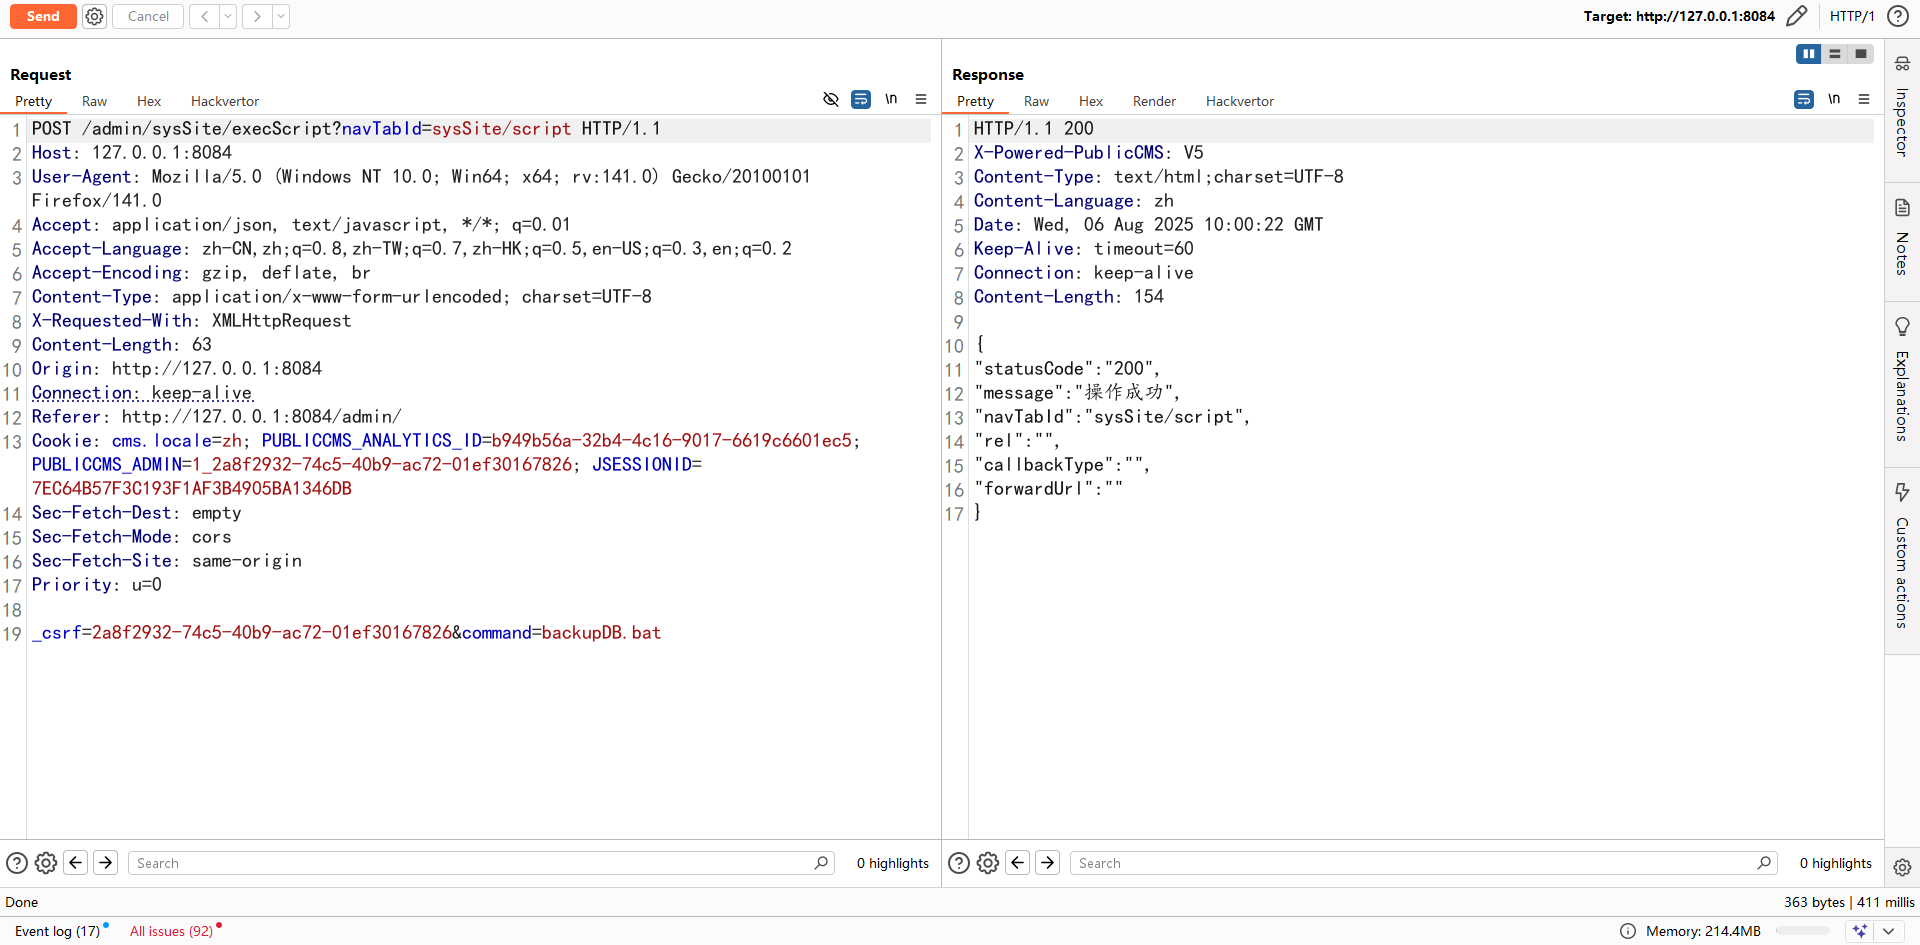 Send
Cancel
Target: http://127.0.0.1:8084
HTTP/1
Request
Pretty Raw Hex Hackvertor
\n
1 POST /admin/sysSite/execScript?navTabId=sysSite/script HTTP/1.1
2 Host: 127.0.0.1:8084
3 User-Agent: Mozilla/5.0 (Windows NT 10.0; Win64; x64; rv:141.0) Gecko/20100101
Firefox/141.0
4 Accept: application/json, text/javascript, */*; q=0.01
5 Accept-Language: zh-CN,zh;q=0.8,zh-TW;q=0.7,zh-HK;q=0.5,en-US;q=0.3,en;q=0.2
6 Accept-Encoding: gzip, deflate, br
7 Content-Type: application/x-www-form-urlencoded; charset=UTF-8
8 X-Requested-With: XMLHttpRequest
9 Content-Length: 63
10 Origin: http://127.0.0.1:8084
11 Connection: keep-alive
12 Referer: http://127.0.0.1:8084/admin/
13 Cookie: cms.locale=zh; PUBLICCMS_ANALYTICS_ID=b949b56a-32b4-4c16-9017-6619c6601ec5;
PUBLICCMS_ADMIN=1_2a8f2932-74c5-40b9-ac72-01ef30167826; JSESSIONID=
7EC64B57F3C193F1AF3B4905BA1346DB
14 Sec-Fetch-Dest: empty
15 Sec-Fetch-Mode: cors
16 Sec-Fetch-Site: same-origin
17 Priority: u=0
18
19 _csrf=2a8f2932-74c5-40b9-ac72-01ef30167826&command=backupDB.bat
Search
0 highlights
Response
Pretty Raw Hex Render Hackvertor
\n
1 HTTP/1.1 200
2 X-Powered-PublicCMS: V5
3 Content-Type: text/html;charset=UTF-8
4 Content-Language: zh
5 Date: Wed, 06 Aug 2025 10:00:22 GMT
6 Keep-Alive: timeout=60
7 Connection: keep-alive
8 Content-Length: 154
9
10 {
11 "statusCode":"200",
12 "message":"操作成功",
13 "navTabId":"sysSite/script",
14 "rel":"",
15 "callbackType":"",
16 "forwardUrl":""
17 }
Search
0 highlights
Inspector
Notes
Explanations
Custom actions
Done
363 bytes | 411 millis
Event log (17)
All issues (92)
Memory: 214.4MB